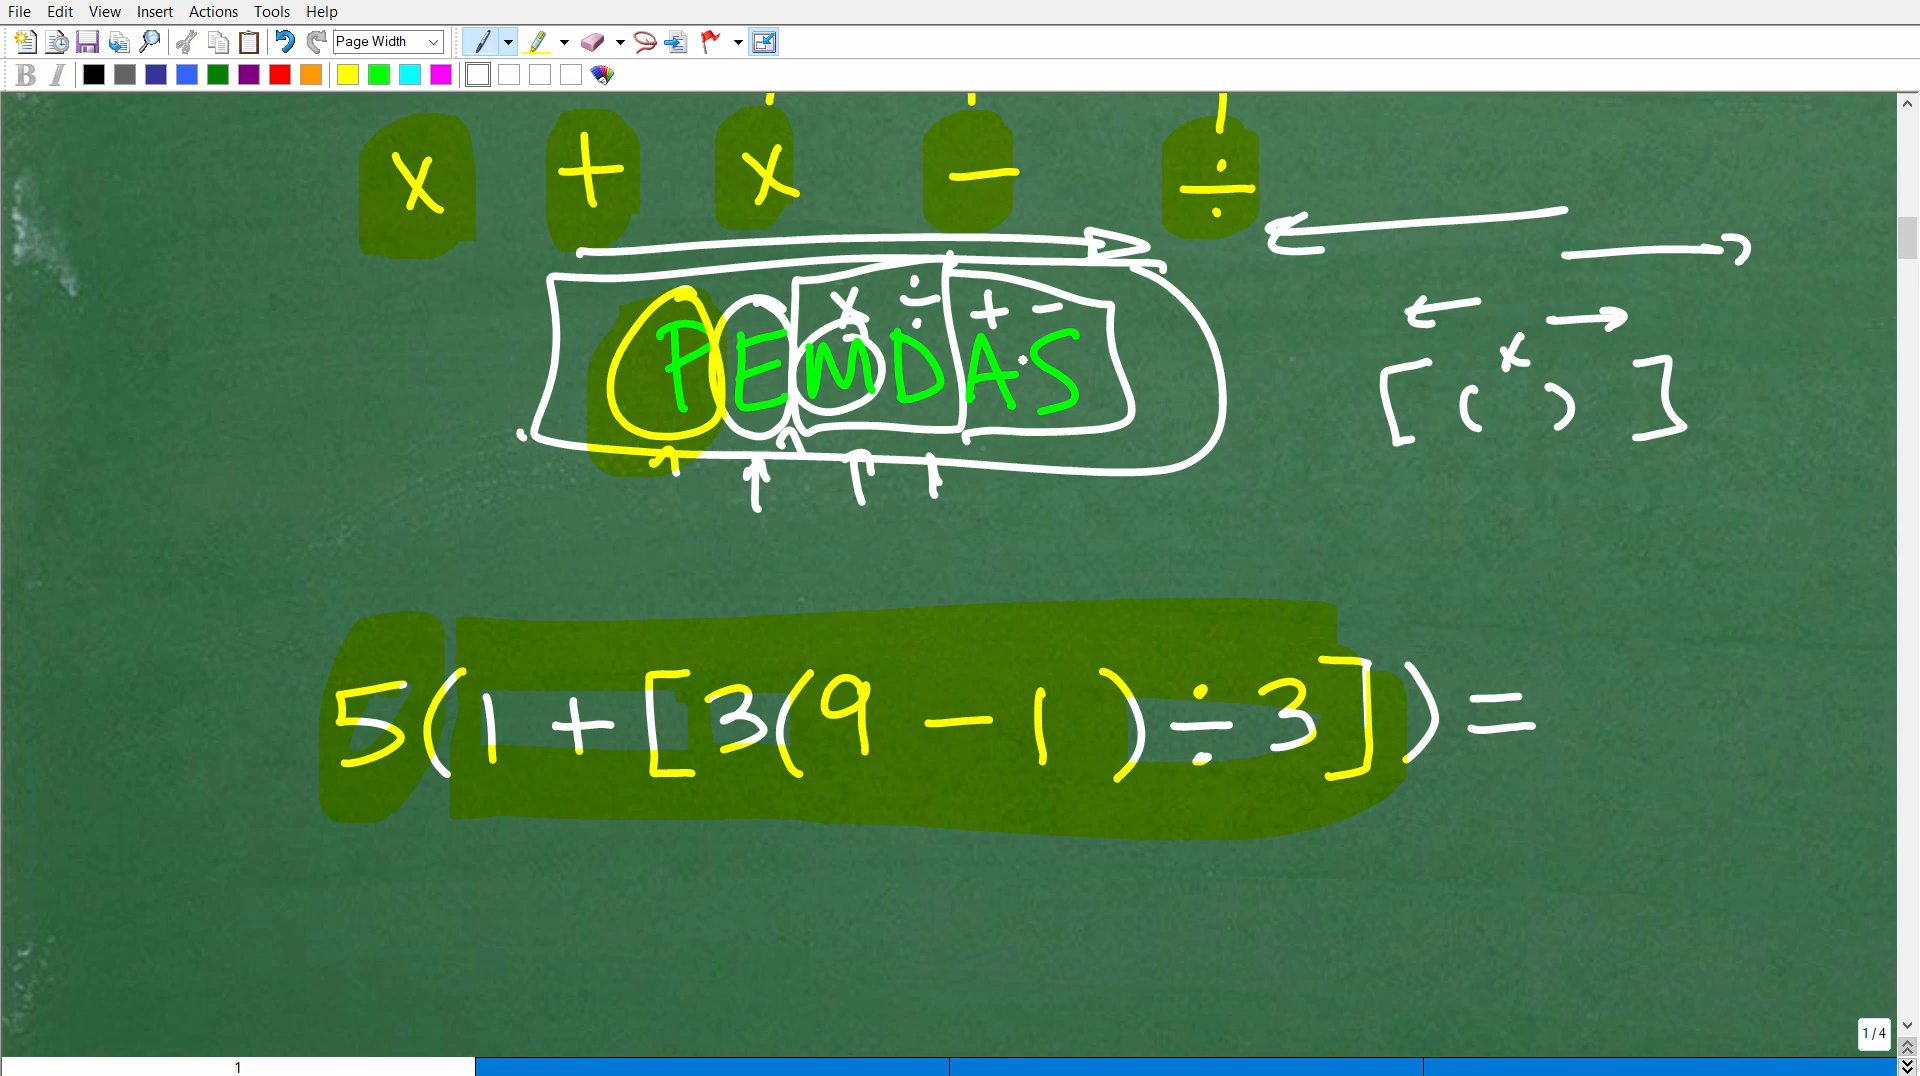 File Edit View Insert Actions Tools Help
Page Width
B I
x + x − ÷
x ÷ + −
PEMDAS
x
[ ( ) ]
5(1 + [3(9 − 1) ÷ 3]) =
1 / 4
1